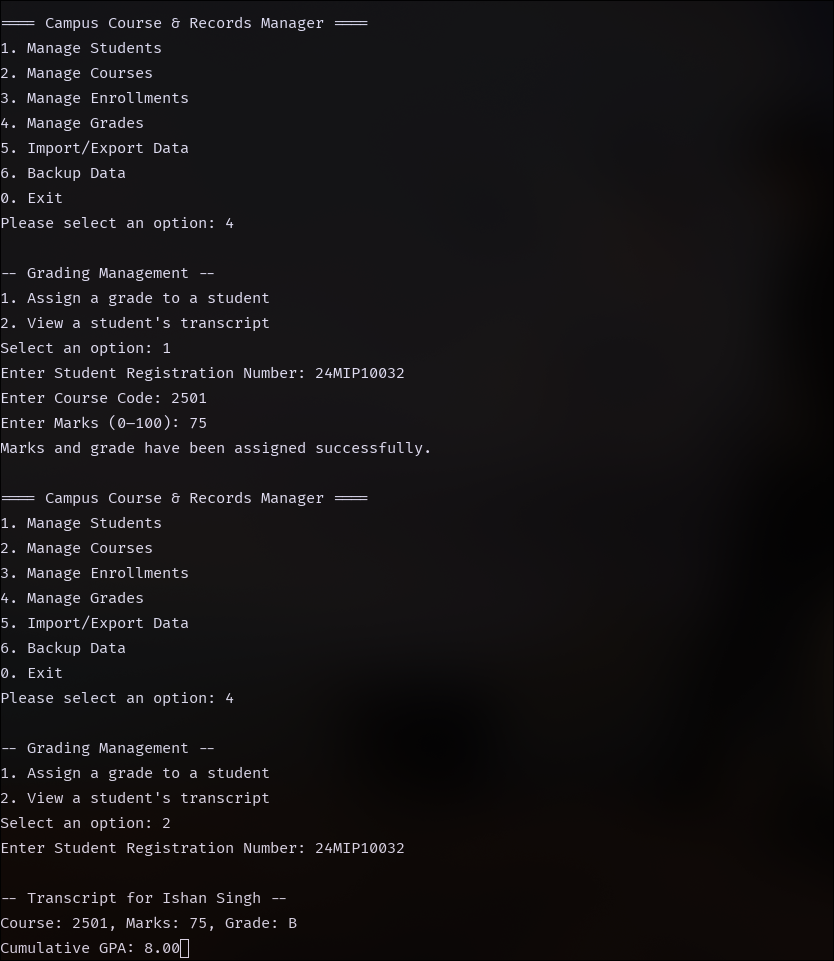 ==== Campus Course & Records Manager ====
1. Manage Students
2. Manage Courses
3. Manage Enrollments
4. Manage Grades
5. Import/Export Data
6. Backup Data
0. Exit
Please select an option: 4
-- Grading Management --
1. Assign a grade to a student
2. View a student's transcript
Select an option: 1
Enter Student Registration Number: 24MIP10032
Enter Course Code: 2501
Enter Marks (0–100): 75
Marks and grade have been assigned successfully.
==== Campus Course & Records Manager ====
1. Manage Students
2. Manage Courses
3. Manage Enrollments
4. Manage Grades
5. Import/Export Data
6. Backup Data
0. Exit
Please select an option: 4
-- Grading Management --
1. Assign a grade to a student
2. View a student's transcript
Select an option: 2
Enter Student Registration Number: 24MIP10032
-- Transcript for Ishan Singh --
Course: 2501, Marks: 75, Grade: B
Cumulative GPA: 8.00